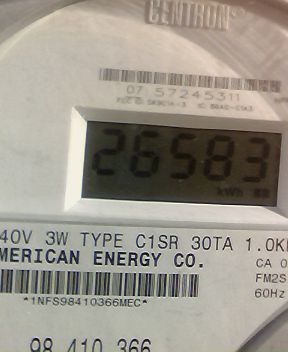 CENTRON®
07 57245311
26583
kWh
40V 3W TYPE C1SR 30TA 1.0K
MERICAN ENERGY CO.
CA 0
FM2S
60Hz
*1NFS98410366MEC*
98 410 366